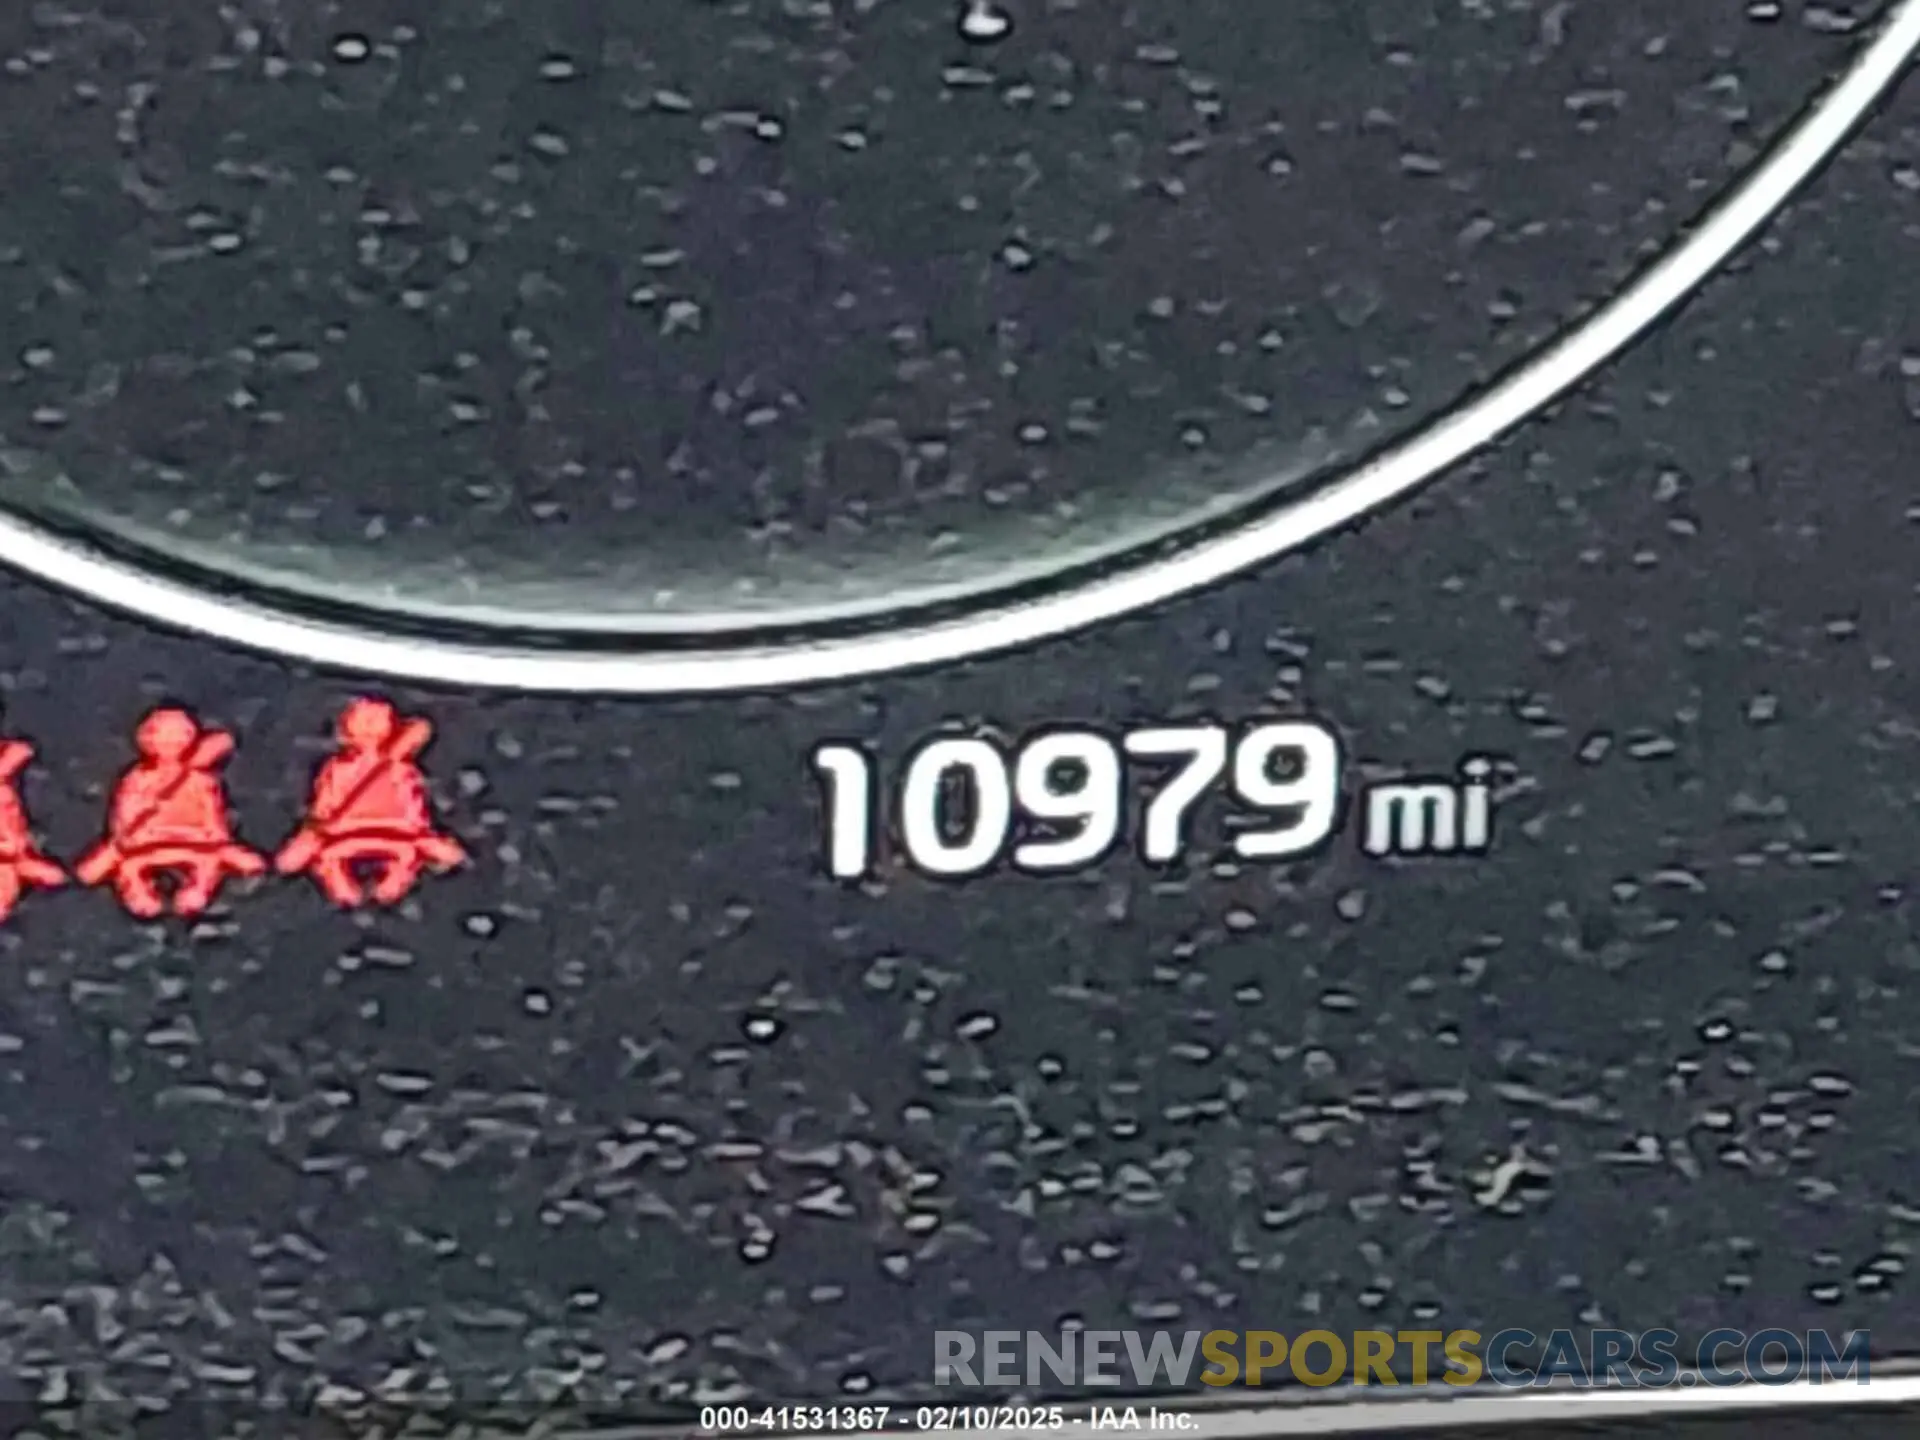 10979 mi
RENEWSPORTSCARS.COM
000-41531367 - 02/10/2025 - IAA Inc.